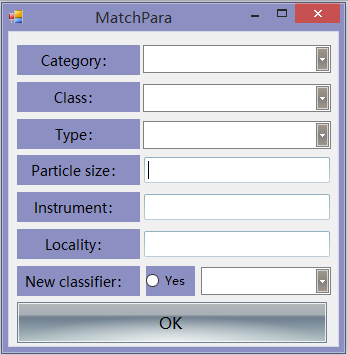 MatchPara
Category:
Class:
Type:
Particle size:
Instrument:
Locality:
New classifier: Yes
OK